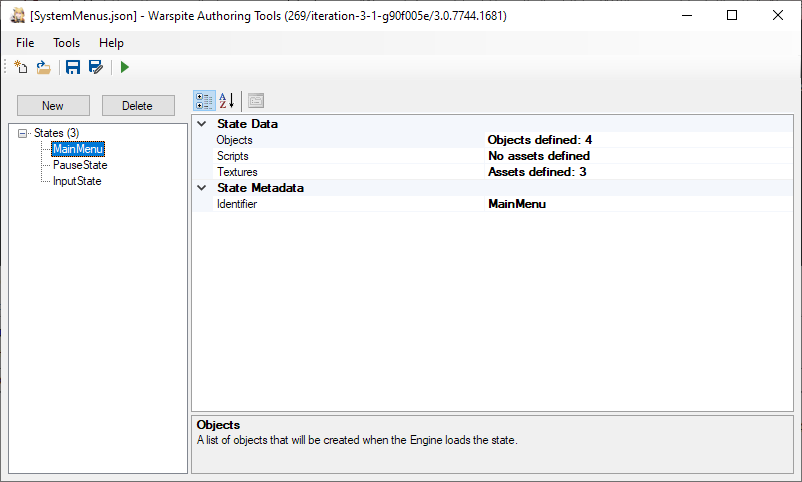 [SystemMenus.json] - Warspite Authoring Tools (269/iteration-3-1-g90f005e/3.0.7744.1681)
File Tools Help
New Delete
States (3)
MainMenu
PauseState
InputState
A
Z
State Data
Objects Objects defined: 4
Scripts No assets defined
Textures Assets defined: 3
State Metadata
Identifier MainMenu
Objects
A list of objects that will be created when the Engine loads the state.